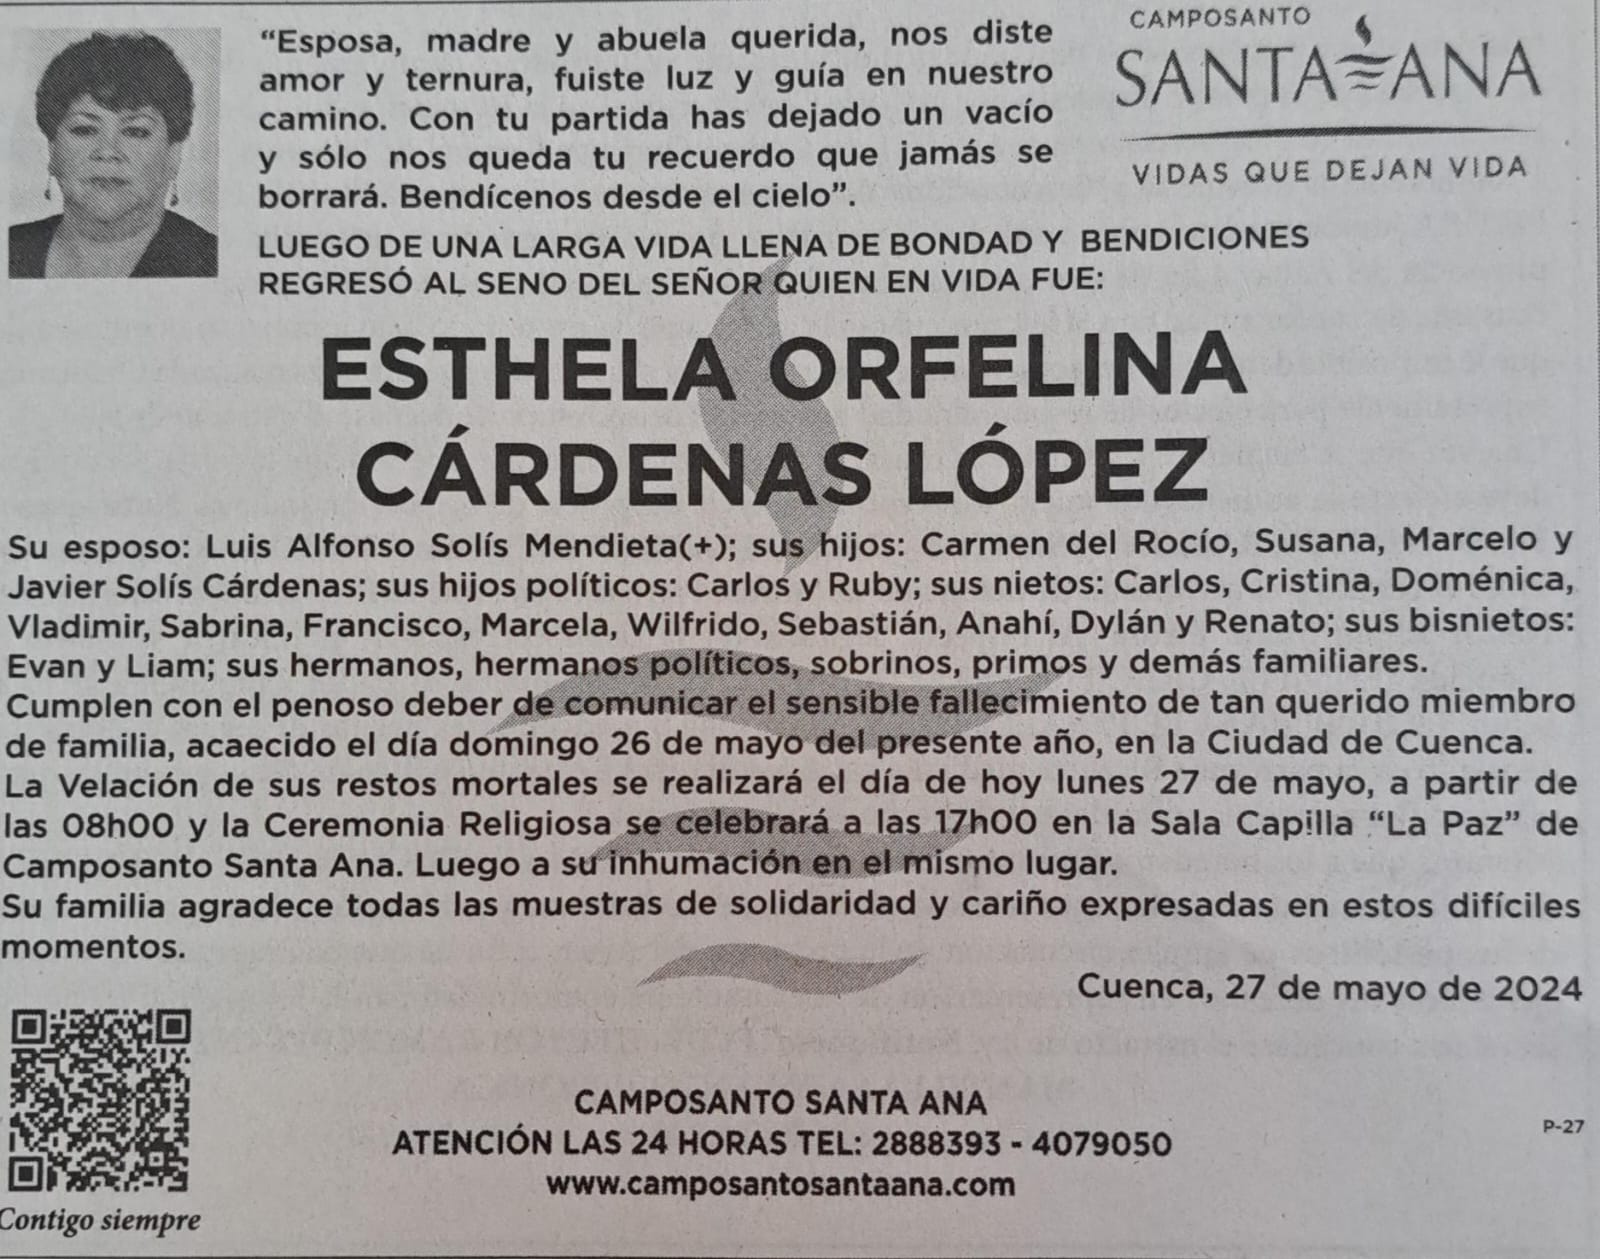 “Esposa, madre y abuela querida, nos diste
amor y ternura, fuiste luz y guía en nuestro
camino. Con tu partida has dejado un vacío
y sólo nos queda tu recuerdo que jamás se
borrará. Bendícenos desde el cielo”.
CAMPOSANTO
SANTA ANA
VIDAS QUE DEJAN VIDA
LUEGO DE UNA LARGA VIDA LLENA DE BONDAD Y BENDICIONES
REGRESÓ AL SENO DEL SEÑOR QUIEN EN VIDA FUE:
ESTHELA ORFELINA
CÁRDENAS LÓPEZ
Su esposo: Luis Alfonso Solís Mendieta(+); sus hijos: Carmen del Rocío, Susana, Marcelo y
Javier Solís Cárdenas; sus hijos políticos: Carlos y Ruby; sus nietos: Carlos, Cristina, Doménica,
Vladimir, Sabrina, Francisco, Marcela, Wilfrido, Sebastián, Anahí, Dylán y Renato; sus bisnietos:
Evan y Liam; sus hermanos, hermanos políticos, sobrinos, primos y demás familiares.
Cumplen con el penoso deber de comunicar el sensible fallecimiento de tan querido miembro
de familia, acaecido el día domingo 26 de mayo del presente año, en la Ciudad de Cuenca.
La Velación de sus restos mortales se realizará el día de hoy lunes 27 de mayo, a partir de
las 08h00 y la Ceremonia Religiosa se celebrará a las 17h00 en la Sala Capilla “La Paz” de
Camposanto Santa Ana. Luego a su inhumación en el mismo lugar.
Su familia agradece todas las muestras de solidaridad y cariño expresadas en estos difíciles
momentos.
Cuenca, 27 de mayo de 2024
CAMPOSANTO SANTA ANA
ATENCIÓN LAS 24 HORAS TEL: 2888393 - 4079050
www.camposantosantaana.com
P-27
Contigo siempre